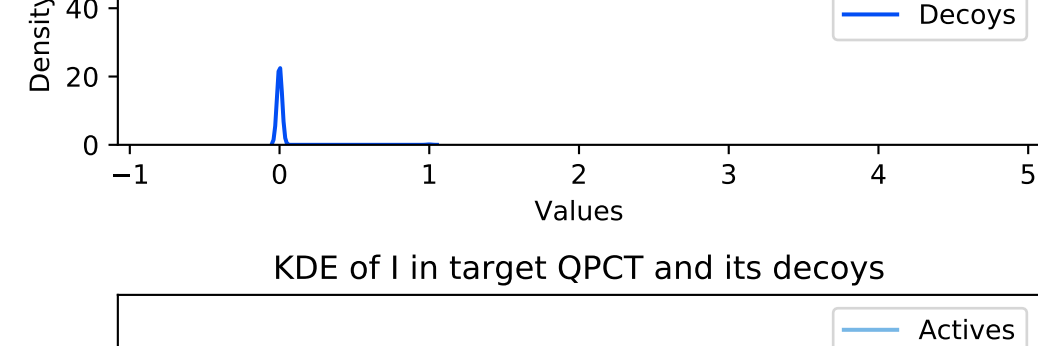 40
Decoys
Density
20
0
−1 0 1 2 3 4 5
Values
KDE of I in target QPCT and its decoys
Actives